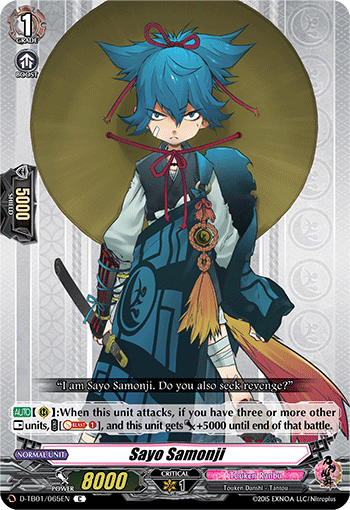 1
GRADE
BOOST
5000
SHIELD
"I am Sayo Samonji. Do you also seek revenge?"
AUTO【 】:When this unit attacks, if you have three or more other
units, [ BLAST 1], and this unit gets +5000 until end of that battle.
NORMAL UNIT
Sayo Samonji
D-TB01/065EN C
POWER 8000
CRITICAL
1
Touken Ranbu
Touken Danshi - Tantou
©2015 EXNOA LLC/Nitroplus